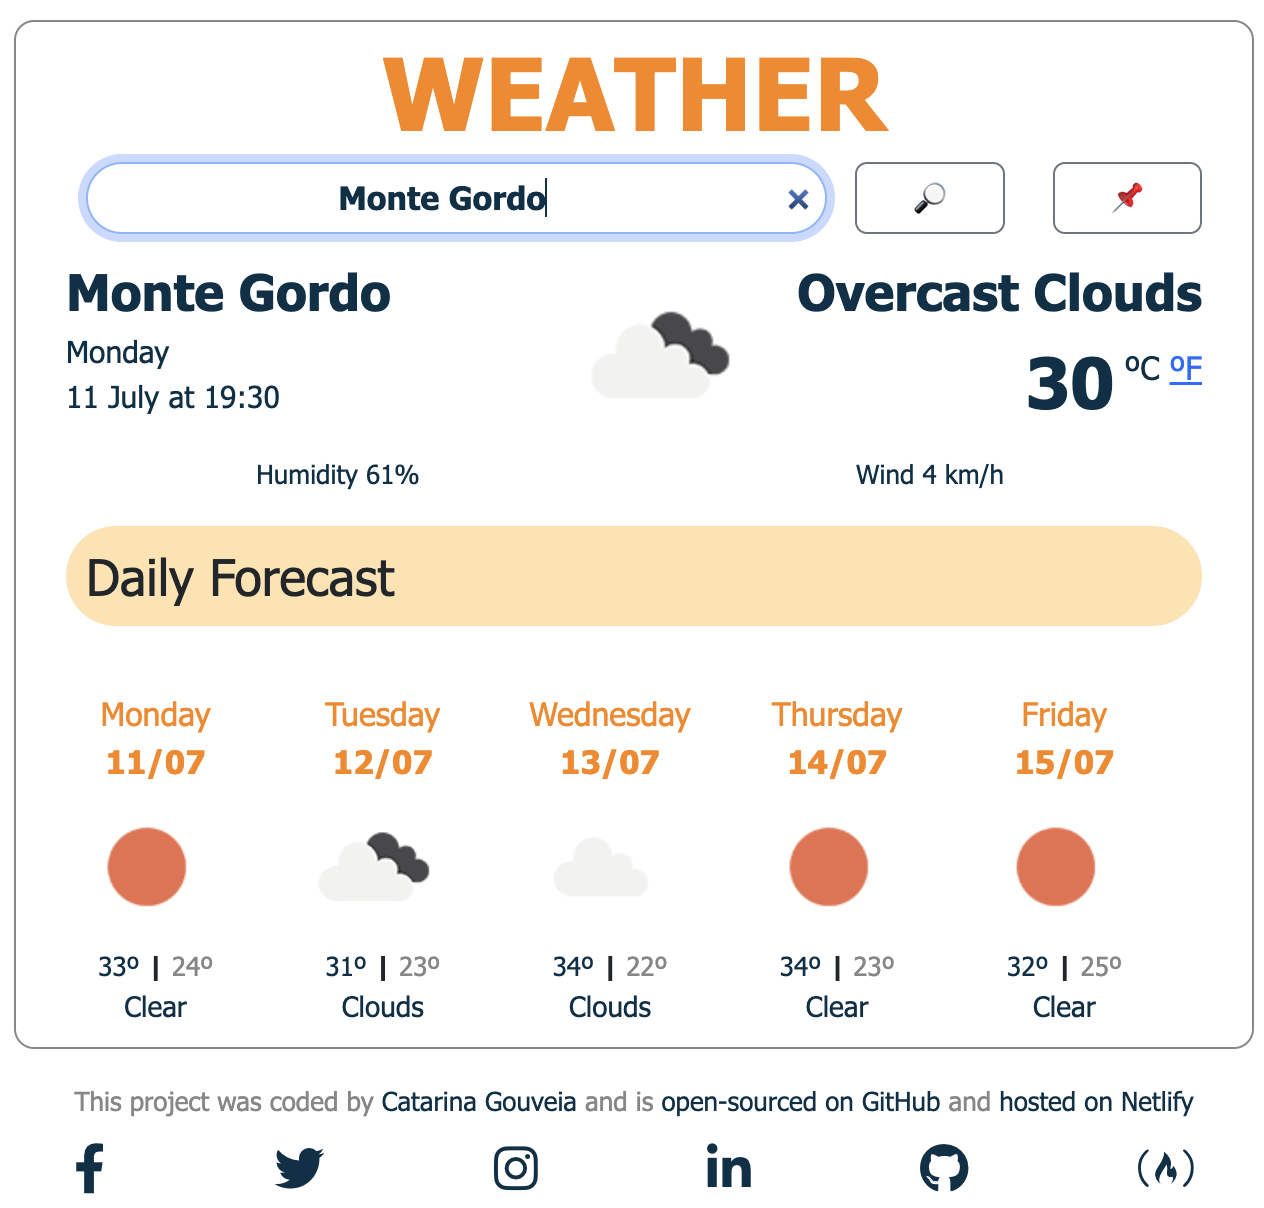 WEATHER
Monte Gordo
Monte Gordo
Overcast Clouds
Monday
11 July at 19:30
30 ºC ºF
Humidity 61%
Wind 4 km/h
Daily Forecast
Monday Tuesday Wednesday Thursday Friday
11/07 12/07 13/07 14/07 15/07
33º | 24º 31º | 23º 34º | 22º 34º | 23º 32º | 25º
Clear Clouds Clouds Clear Clear
This project was coded by Catarina Gouveia and is open-sourced on GitHub and hosted on Netlify